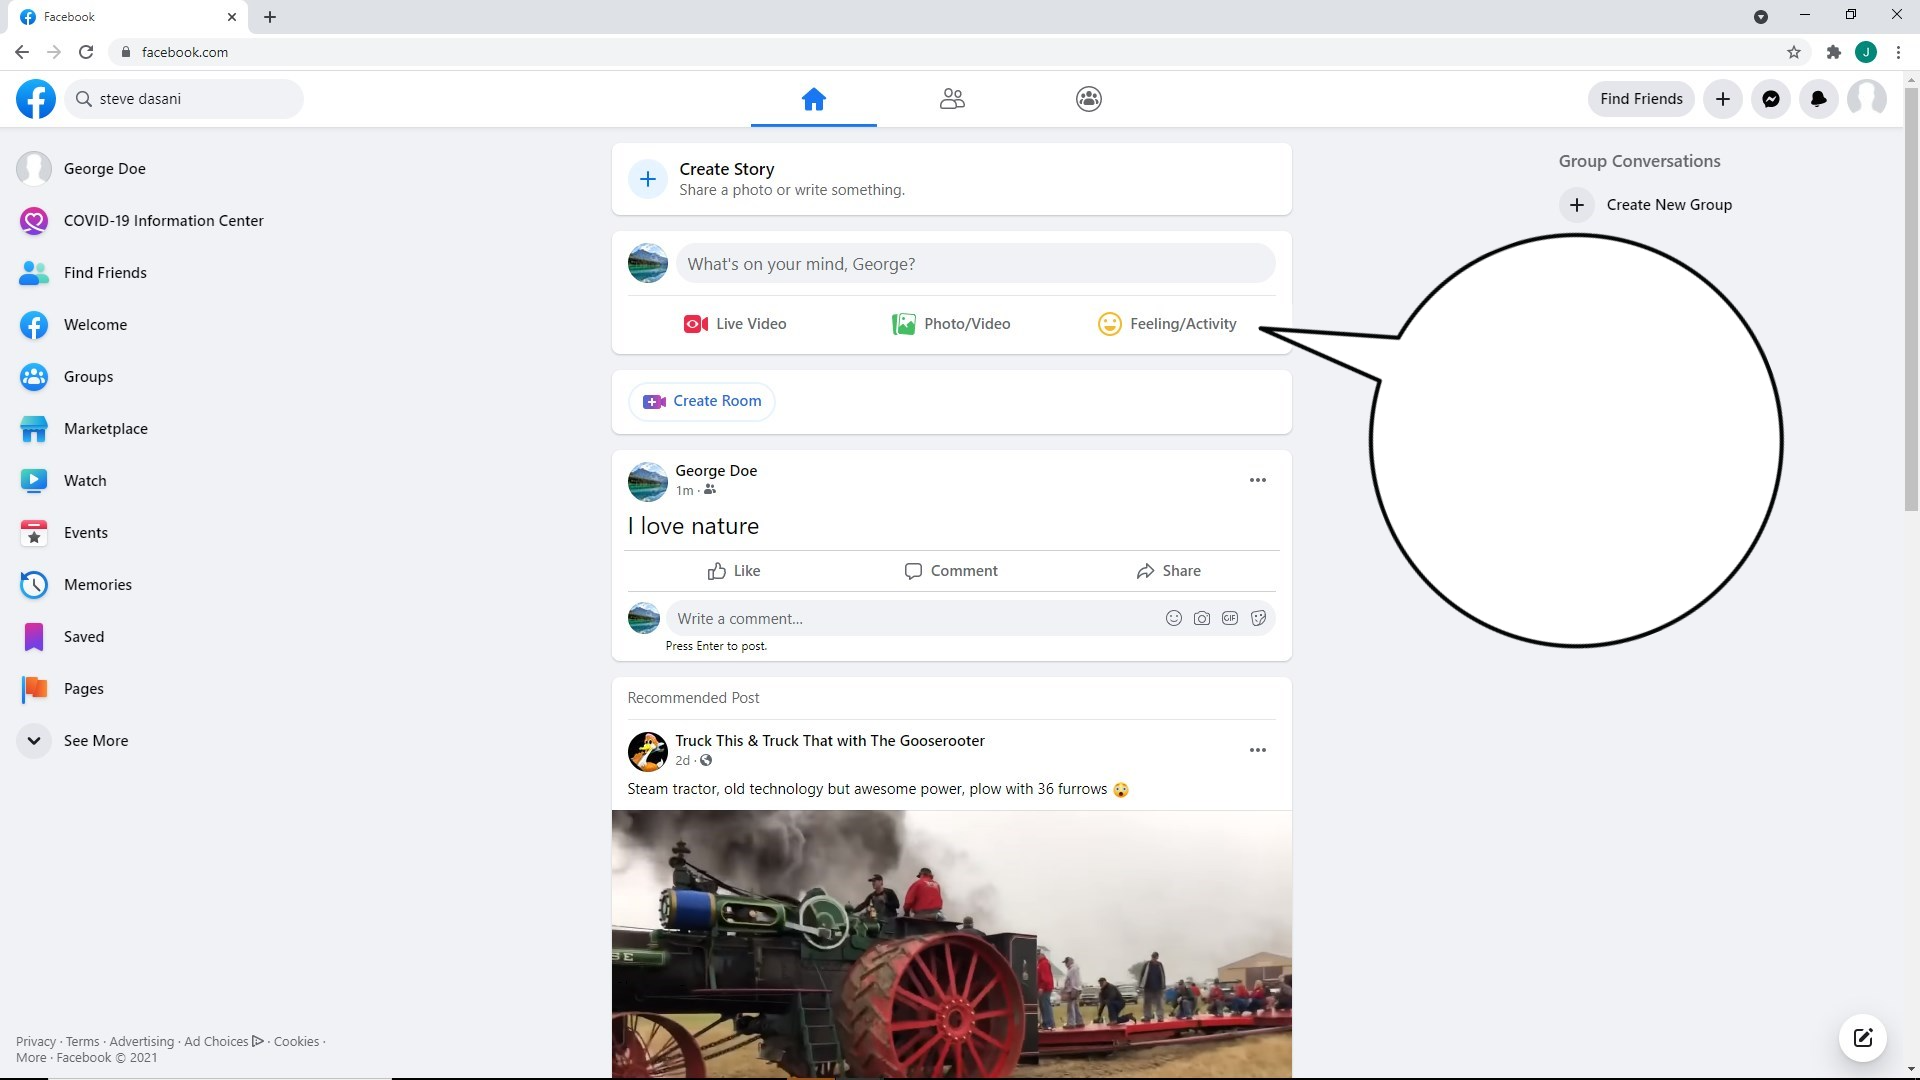 Facebook
facebook.com
steve dasani
Find Friends
J
George Doe
COVID-19 Information Center
Find Friends
Welcome
Groups
Marketplace
Watch
Events
Memories
Saved
Pages
See More
Privacy · Terms · Advertising · Ad Choices · Cookies ·
More · Facebook © 2021
Create Story
Share a photo or write something.
What's on your mind, George?
Live Video
Photo/Video
Feeling/Activity
Create Room
George Doe
1m ·
I love nature
Like
Comment
Share
Write a comment...
GIF
Press Enter to post.
Recommended Post
Truck This & Truck That with The Gooserooter
2d ·
Steam tractor, old technology but awesome power, plow with 36 furrows 😮
SE
Group Conversations
Create New Group